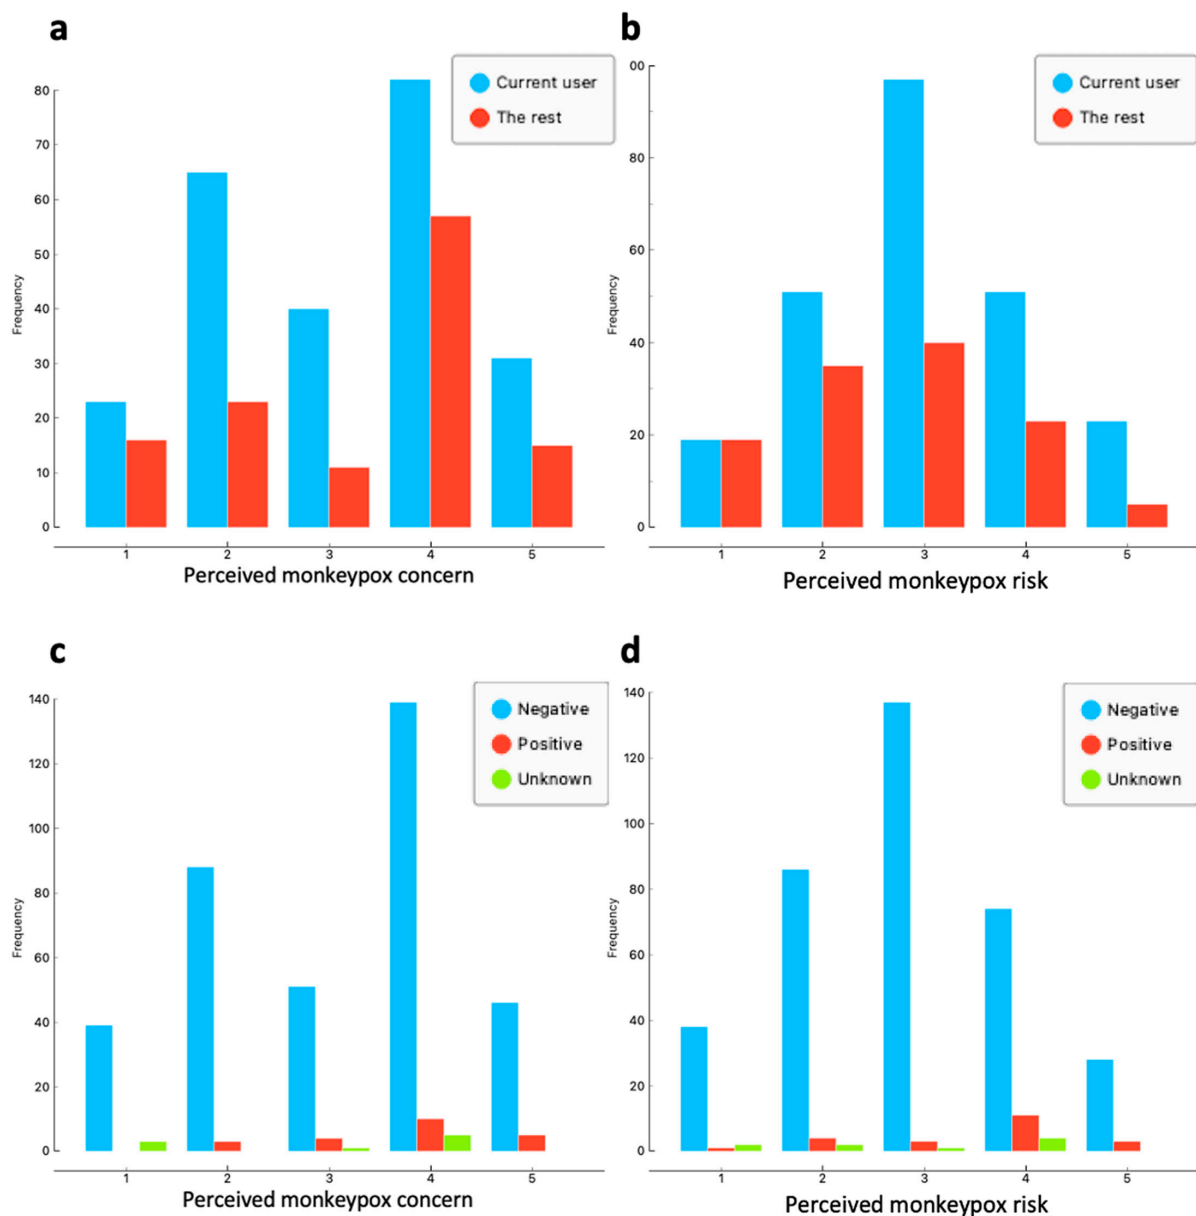 a
Current user
The rest
80
70
60
50
40
30
20
10
0
Frequency
1 2 3 4 5
Perceived monkeypox concern
b
Current user
The rest
00
80
60
40
20
0
Frequency
1 2 3 4 5
Perceived monkeypox risk
c
Negative
Positive
Unknown
140
120
100
80
60
40
20
0
Frequency
1 2 3 4 5
Perceived monkeypox concern
d
Negative
Positive
Unknown
140
120
100
80
60
40
20
0
Frequency
1 2 3 4 5
Perceived monkeypox risk